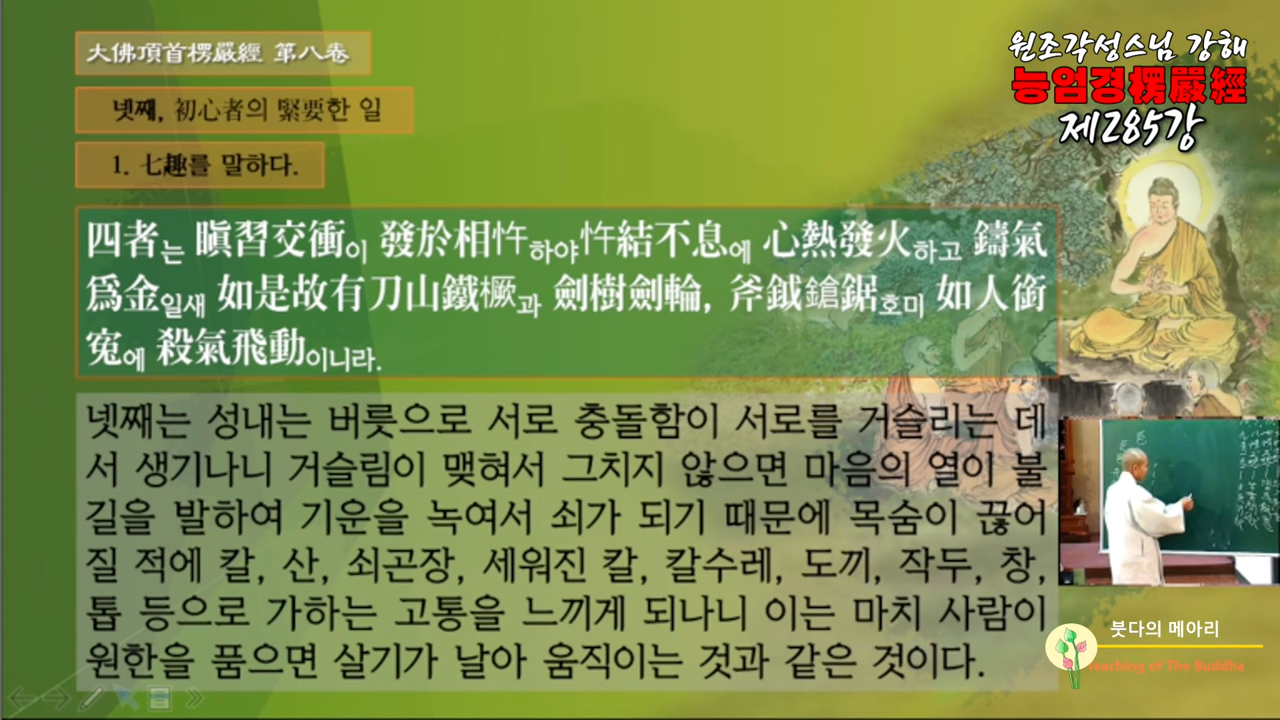 大佛頂首楞嚴經 第八卷
넷째, 初心者의 緊要한 일
1. 七趣를 말하다.
四者는 瞋習交衝이 發於相忤하야忤結不息에 心熱發火하고 鑄氣
爲金일새 如是故有刀山鐵橛과 劍樹劍輪, 斧鉞鎗鋸호미 如人銜
寃에 殺氣飛動이니라.
넷째는 성내는 버릇으로 서로 충돌함이 서로를 거슬리는 데
서 생기나니 거슬림이 맺혀서 그치지 않으면 마음의 열이 불
길을 발하여 기운을 녹여서 쇠가 되기 때문에 목숨이 끊어
질 적에 칼, 산, 쇠곤장, 세워진 칼, 칼수레, 도끼, 작두, 창,
톱 등으로 가하는 고통을 느끼게 되나니 이는 마치 사람이
원한을 품으면 살기가 날아 움직이는 것과 같은 것이다.
원조각성스님 강해
능엄경楞嚴經
제285강
붓다의 메아리
Teaching of The Buddha